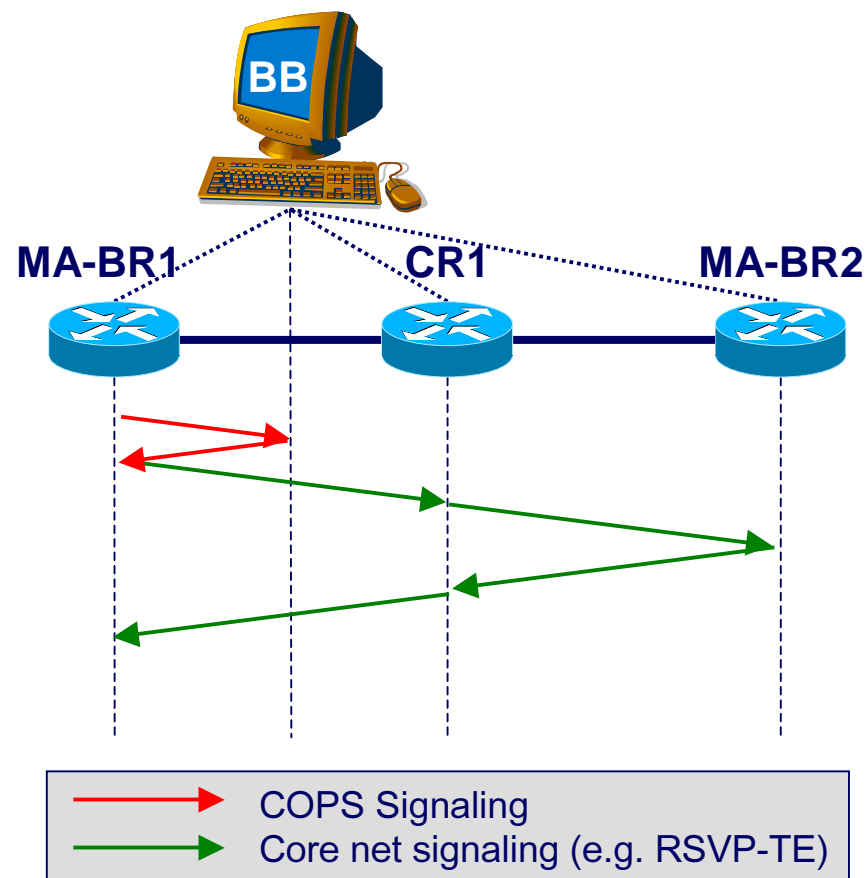 BB
MA-BR1
CR1
MA-BR2
COPS Signaling
Core net signaling (e.g. RSVP-TE)